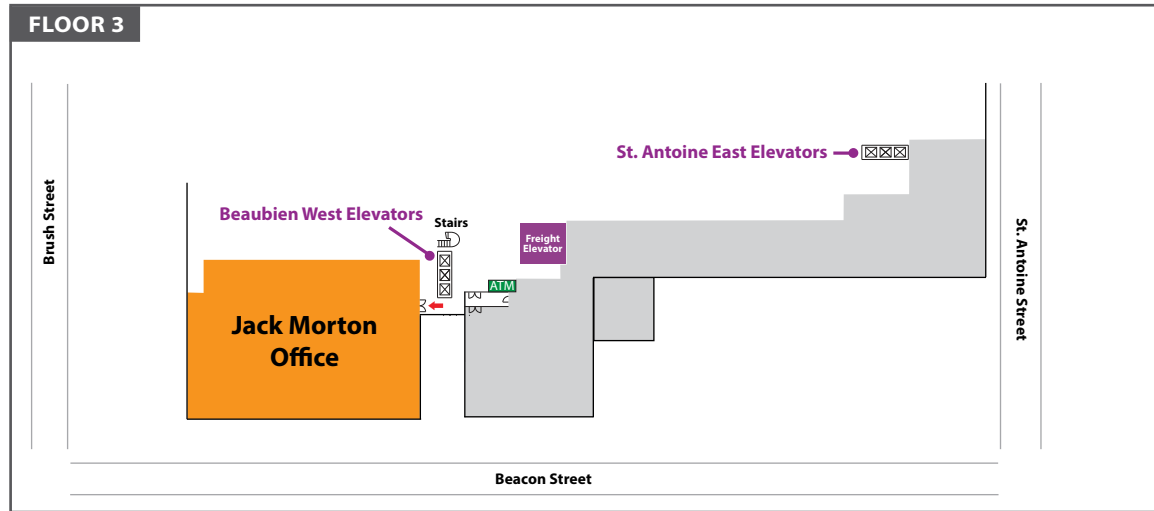 FLOOR 3
St. Antoine East Elevators
Beaubien West Elevators
Stairs
Freight
Elevator
ATM
Jack Morton
Office
Brush Street
St. Antoine Street
Beacon Street